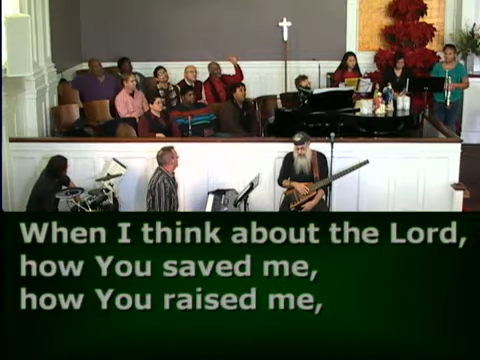 When I think about the Lord,
how You saved me,
how You raised me,